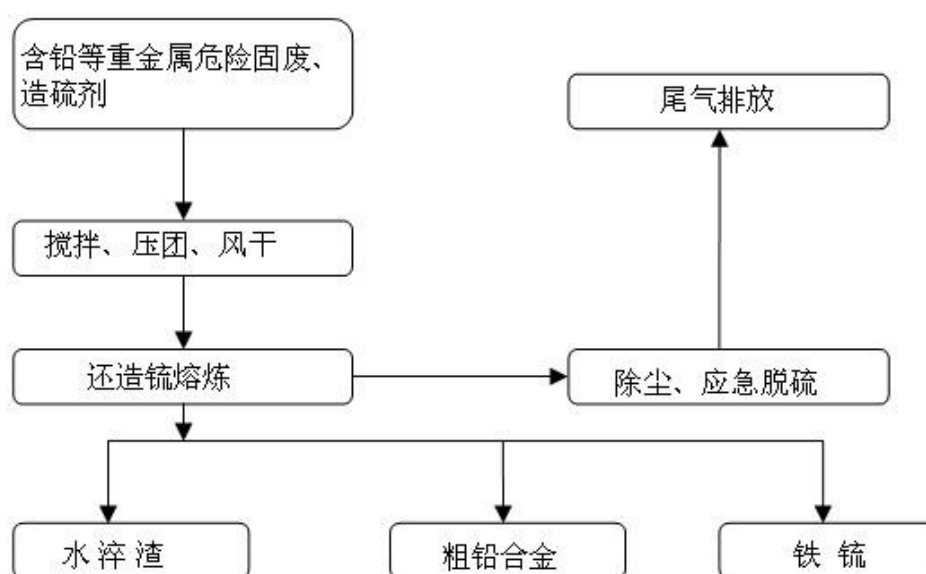 含铅等重金属危险固废、
造硫剂
尾气排放
搅拌、压团、风干
还造锍熔炼
除尘、应急脱硫
水淬渣
粗铅合金
铁锍